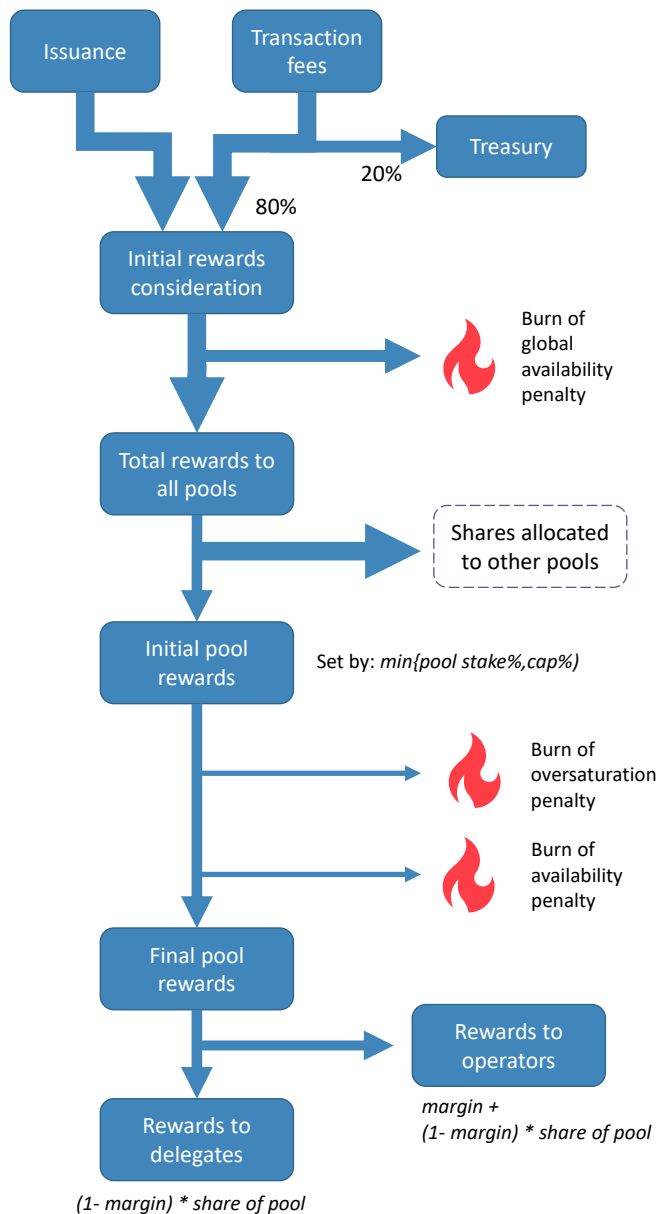 Issuance
Transaction
fees
Treasury
20%
80%
Initial rewards
consideration
Burn of
global
availability
penalty
Total rewards to
all pools
Shares allocated
to other pools
Initial pool
rewards
Set by: min{pool stake%,cap%)
Burn of
oversaturation
penalty
Burn of
availability
penalty
Final pool
rewards
Rewards to
operators
margin +
(1- margin) * share of pool
Rewards to
delegates
(1- margin) * share of pool